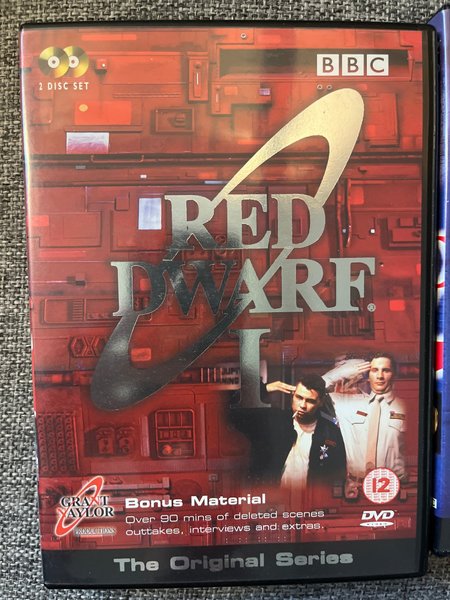 2 DISC SET
BBC
RED
DWARF®
I
GRANT
NAYLOR
PRODUCTIONS
Bonus Material
Over 90 mins of deleted scenes
outtakes, interviews and extras.
12
DVD
VIDEO
The Original Series